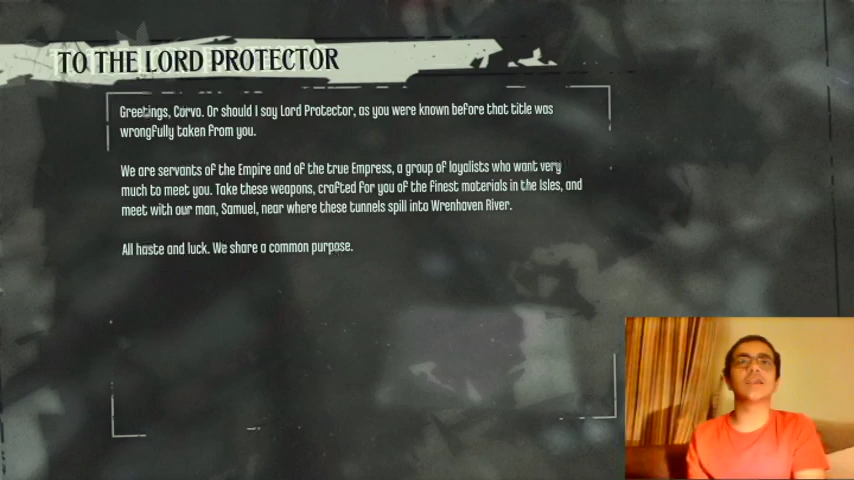 TO THE LORD PROTECTOR
Greetings, Corvo. Or should I say Lord Protector, as you were known before that title was
wrongfully taken from you.
We are servants of the Empire and of the true Empress, a group of loyalists who want very
much to meet you. Take these weapons, crafted for you of the finest materials in the Isles, and
meet with our man, Samuel, near where these tunnels spill into Wrenhaven River.
All haste and luck. We share a common purpose.